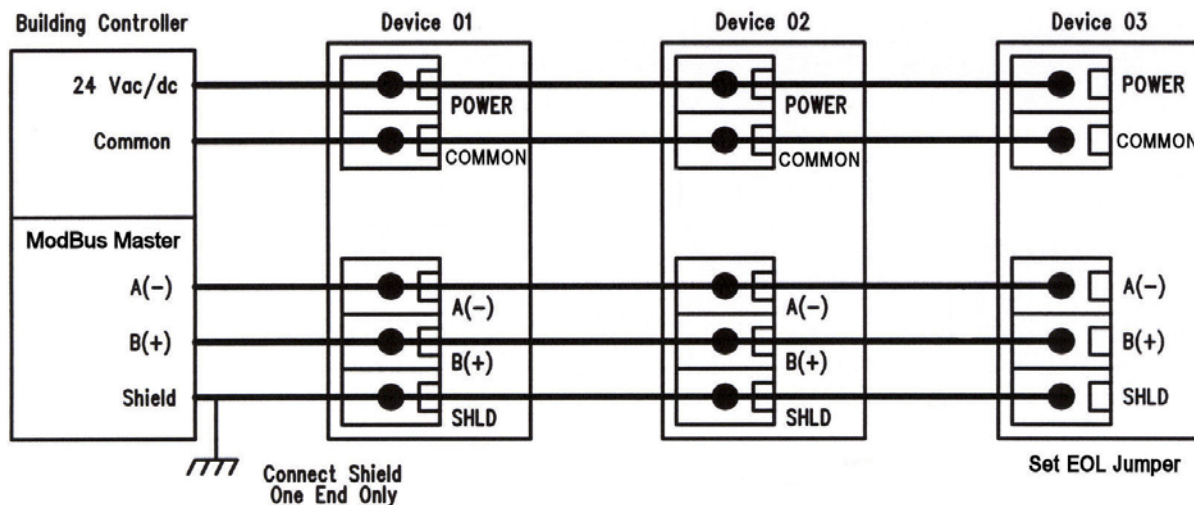 Building Controller
Device 01
Device 02
Device 03
24 Vac/dc
POWER
POWER
POWER
Common
COMMON
COMMON
COMMON
ModBus Master
A(-)
A(-)
A(-)
A(-)
B(+)
B(+)
B(+)
B(+)
Shield
SHLD
SHLD
SHLD
Connect Shield
One End Only
Set EOL Jumper